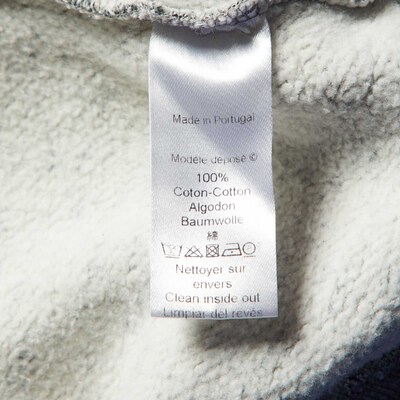 Made in Portugal
Modèle déposé ©
100%
Coton-Cotton
Algodon
Baumwolle
綿
Nettoyer sur
envers
Clean inside out
Limpiar del revés